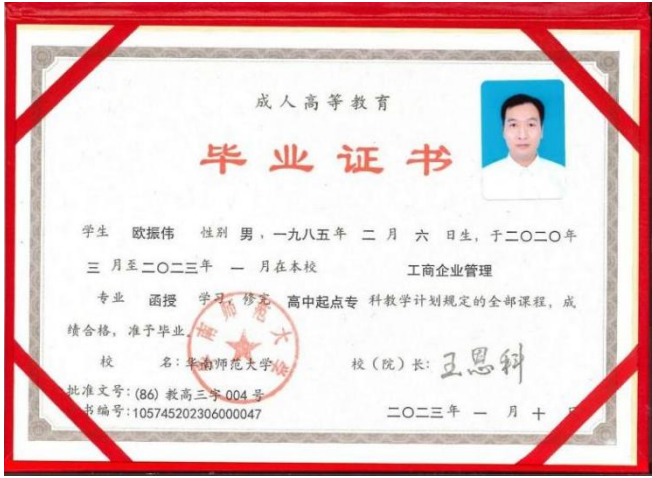 成人高等教育
毕业证书
学生 欧振伟 性别 男，一九八五年 二 月 六 日生，于二〇二〇年
三 月至二〇二三年 一 月在本校 工商企业管理
专业 函授 学习，修完 高中起点专 科教学计划规定的全部课程，成
绩合格，准予毕业。
华南师范大学
校 名：华南师范大学 校（院）长：王恩科
批准文号：(86) 教高三字 004 号
书编号：105745202306000047
二〇二三年 一 月 十